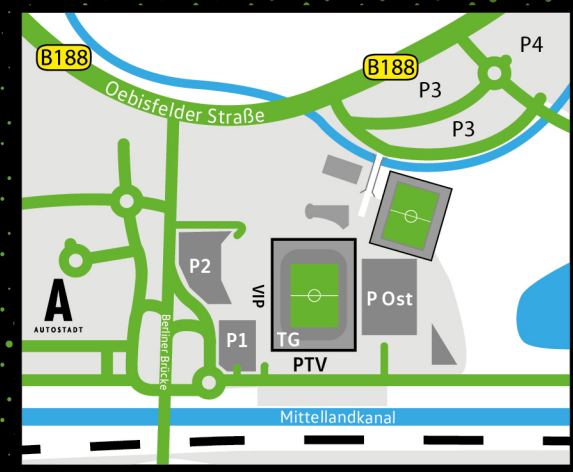 P4
B188
B188
P3
Oebisfelder Straße
P3
P2
VIP
P Ost
A
AUTOSTADT
Berliner Brücke
P1
TG
PTV
Mittellandkanal